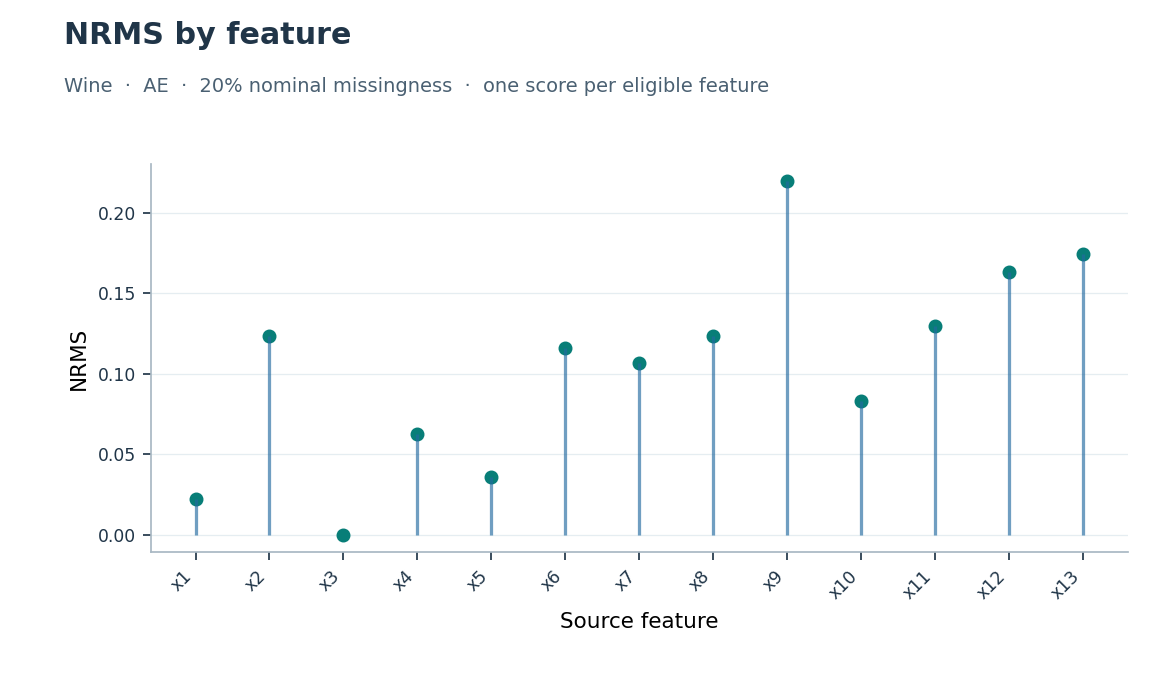 NRMS by feature
Wine · AE · 20% nominal missingness · one score per eligible feature
NRMS
0.20
0.15
0.10
0.05
0.00
x1 x2 x3 x4 x5 x6 x7 x8 x9 x10 x11 x12 x13
Source feature